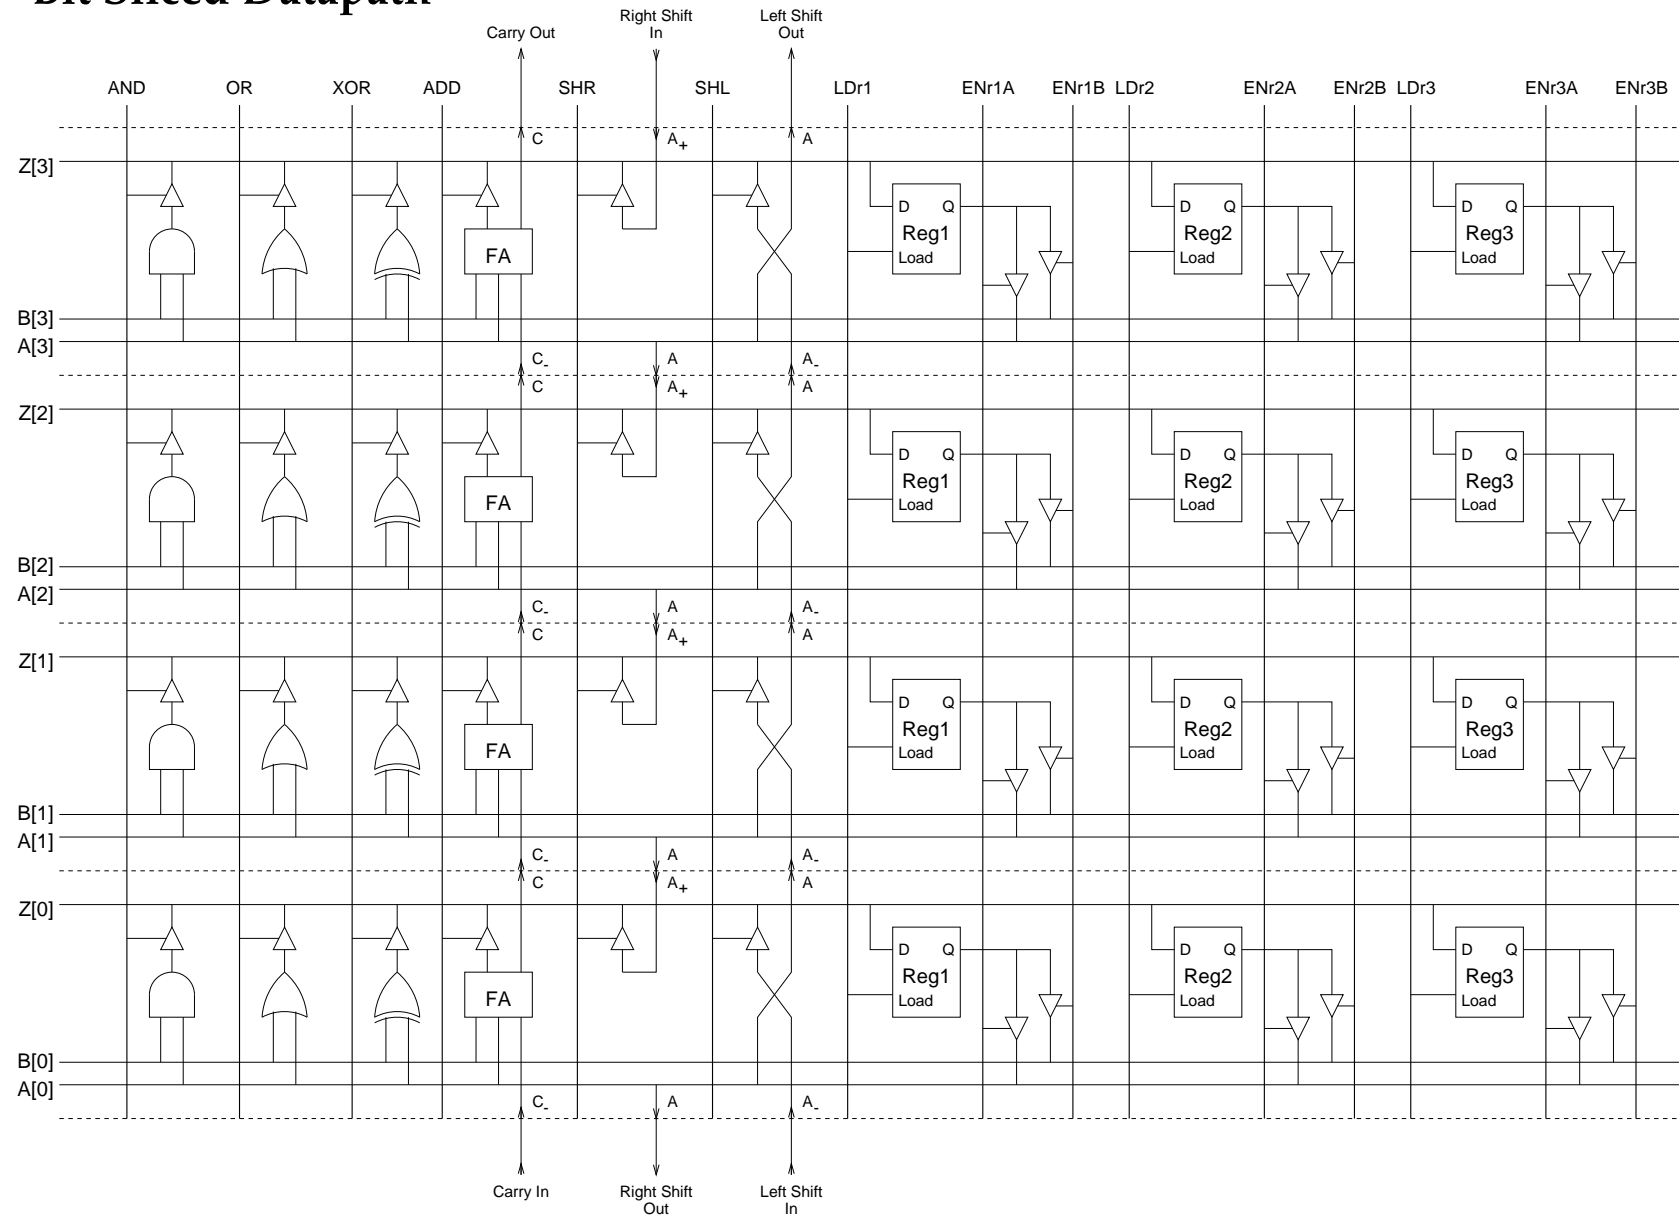 Bit Sliced Datapath
Right Shift
In
Left Shift
Out
Carry Out
AND OR XOR ADD SHR SHL LDr1 ENr1A ENr1B LDr2 ENr2A ENr2B LDr3 ENr3A ENr3B
C A+ A
Z[3]
D Q D Q D Q
Reg1 Reg2 Reg3
FA
Load Load Load
B[3]
A[3]
C- A A-
C A+ A
Z[2]
D Q D Q D Q
Reg1 Reg2 Reg3
FA
Load Load Load
B[2]
A[2]
C- A A-
C A+ A
Z[1]
D Q D Q D Q
Reg1 Reg2 Reg3
FA
Load Load Load
B[1]
A[1]
C- A A-
C A+ A
Z[0]
D Q D Q D Q
Reg1 Reg2 Reg3
FA
Load Load Load
B[0]
A[0]
C- A A-
Carry In
Right Shift
Out
Left Shift
In